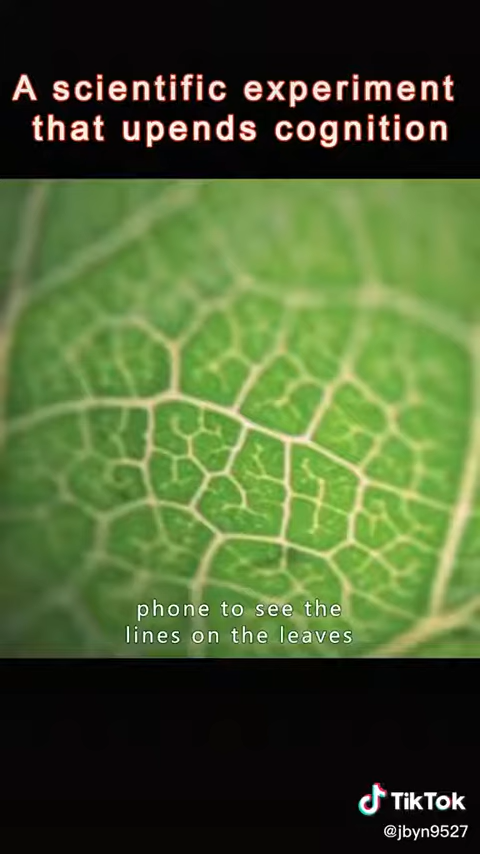 A scientific experiment
that upends cognition
phone to see the
lines on the leaves
TikTok
@jbyn9527